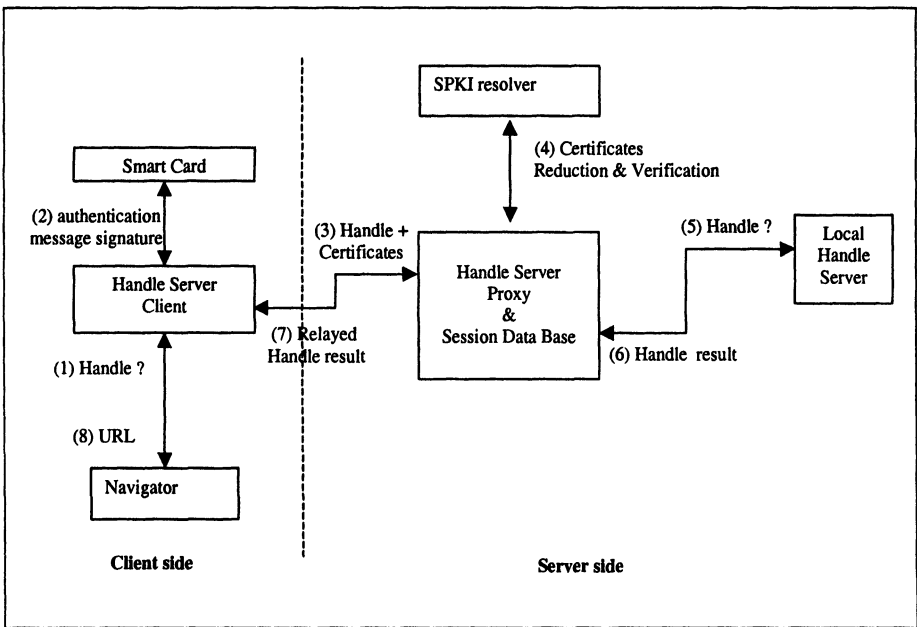 SPKI resolver
(4) Certificates
Reduction & Verification
Smart Card
(2) authentication
message signature
(3) Handle +
Certificates
(5) Handle ?
Local
Handle
Server
Handle Server
Client
Handle Server
Proxy
&
Session Data Base
(7) Relayed
Handle result
(6) Handle result
(1) Handle ?
(8) URL
Navigator
Client side
Server side